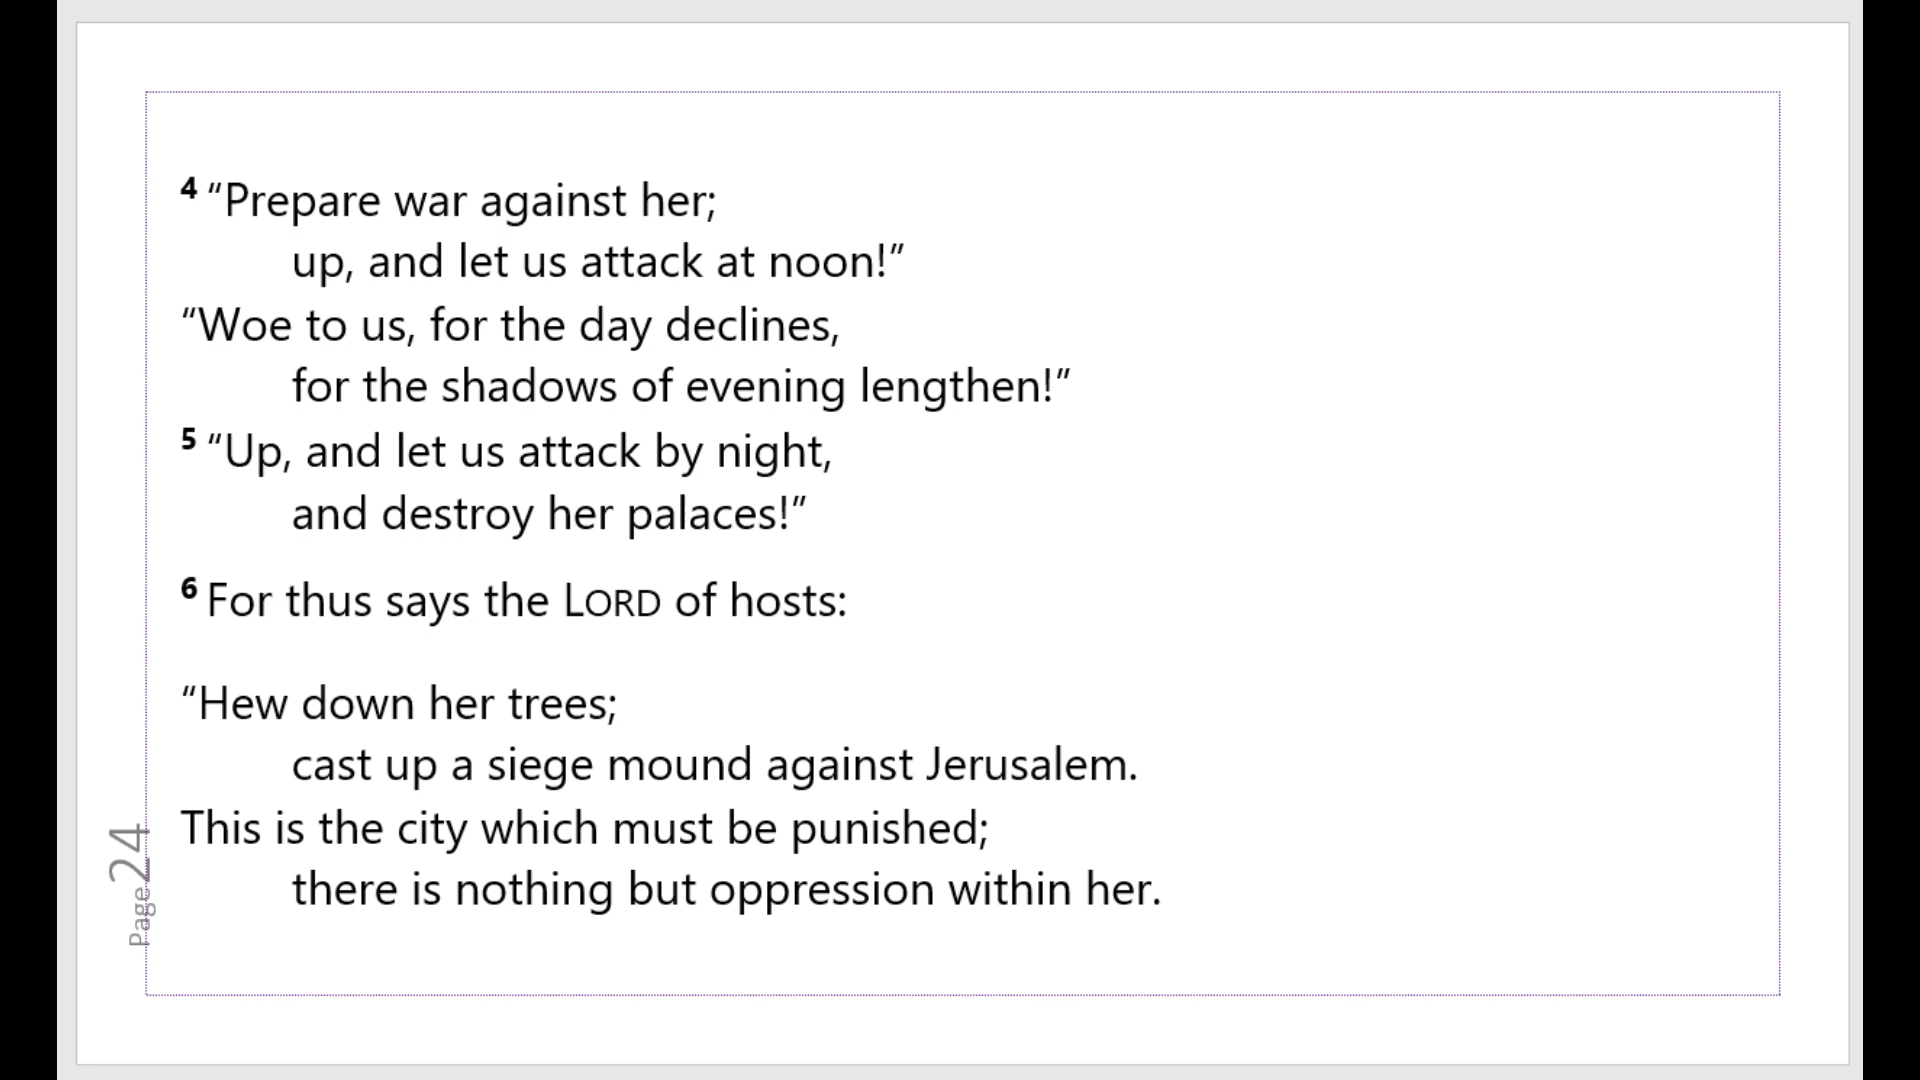 4 “Prepare war against her;
up, and let us attack at noon!”
“Woe to us, for the day declines,
for the shadows of evening lengthen!”
5 “Up, and let us attack by night,
and destroy her palaces!”
6 For thus says the LORD of hosts:
“Hew down her trees;
cast up a siege mound against Jerusalem.
This is the city which must be punished;
there is nothing but oppression within her.
Page 24